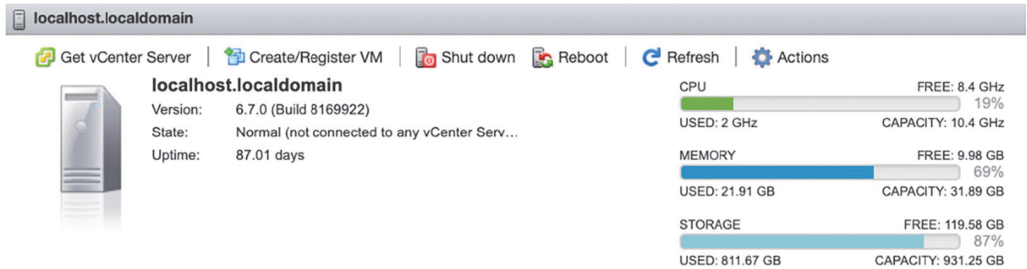 localhost.localdomain
Get vCenter Server Create/Register VM Shut down Reboot Refresh Actions
localhost.localdomain
Version: 6.7.0 (Build 8169922)
State: Normal (not connected to any vCenter Serv...
Uptime: 87.01 days
CPU FREE: 8.4 GHz
19%
USED: 2 GHz CAPACITY: 10.4 GHz
MEMORY FREE: 9.98 GB
69%
USED: 21.91 GB CAPACITY: 31.89 GB
STORAGE FREE: 119.58 GB
87%
USED: 811.67 GB CAPACITY: 931.25 GB